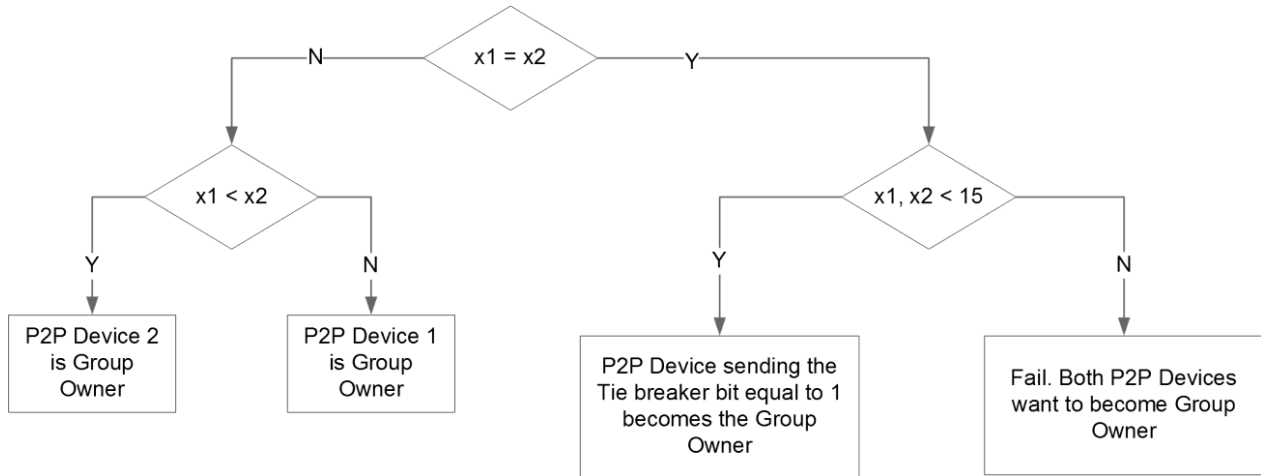 x1 = x2
N
Y
x1 < x2
x1, x2 < 15
Y
N
Y
N
P2P Device 2
is Group
Owner
P2P Device 1
is Group
Owner
P2P Device sending the
Tie breaker bit equal to 1
becomes the Group
Owner
Fail. Both P2P Devices
want to become Group
Owner